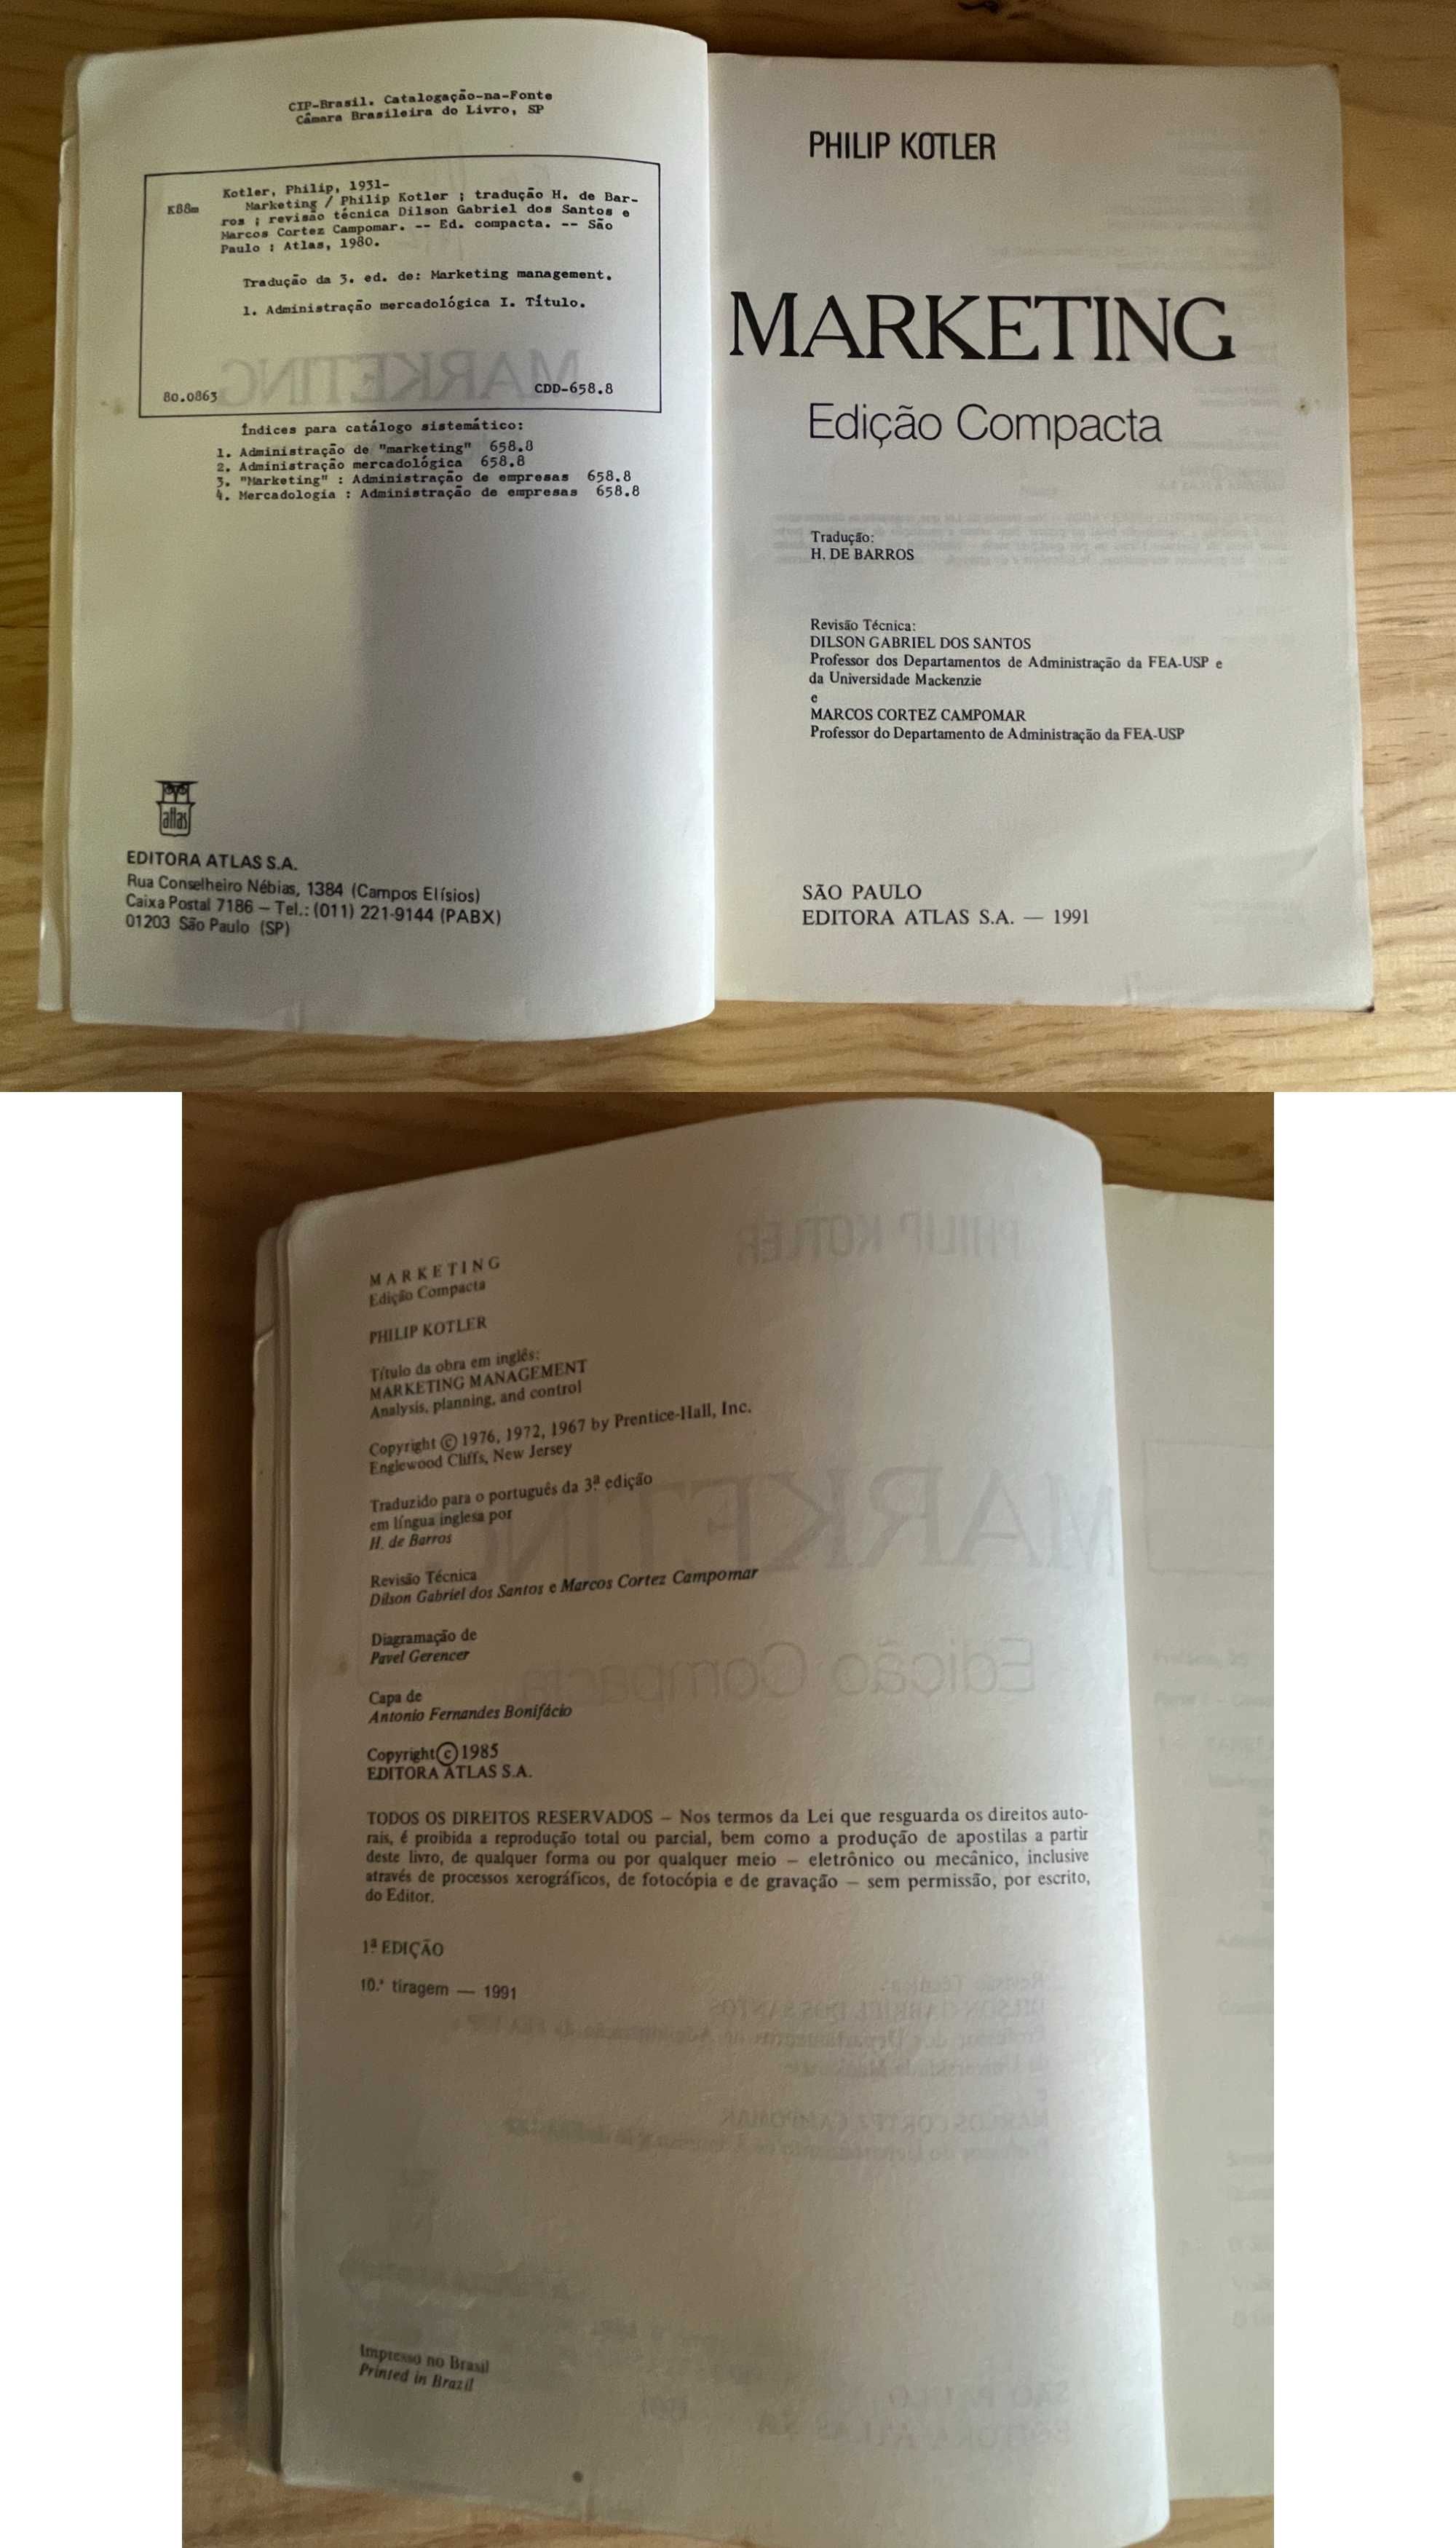 CIP-Brasil. Catalogação-na-Fonte
Câmara Brasileira do Livro, SP
Kotler, Philip, 1931-
K88m
Marketing / Philip Kotler ; tradução H. de Bar-
ros ; revisão técnica Dilson Gabriel dos Santos e
Marcos Cortez Campomar. -- Ed. compacta. -- São
Paulo : Atlas, 1980.
Tradução da 3. ed. de: Marketing management.
1. Administração mercadológica I. Título.
80.0863
CDD-658.8
Índices para catálogo sistemático:
1. Administração de "marketing" 658.8
2. Administração mercadológica 658.8
3. "Marketing" : Administração de empresas 658.8
4. Mercadologia : Administração de empresas 658.8
atlas
EDITORA ATLAS S.A.
Rua Conselheiro Nébias, 1384 (Campos Elísios)
Caixa Postal 7186 – Tel.: (011) 221-9144 (PABX)
01203 São Paulo (SP)
PHILIP KOTLER
MARKETING
Edição Compacta
Tradução:
H. DE BARROS
Revisão Técnica:
DILSON GABRIEL DOS SANTOS
Professor dos Departamentos de Administração da FEA-USP e
da Universidade Mackenzie
e
MARCOS CORTEZ CAMPOMAR
Professor do Departamento de Administração da FEA-USP
SÃO PAULO
EDITORA ATLAS S.A. — 1991
MARKETING
Edição Compacta
PHILIP KOTLER
Título da obra em inglês:
MARKETING MANAGEMENT
Analysis, planning, and control
Copyright © 1976, 1972, 1967 by Prentice-Hall, Inc.
Englewood Cliffs, New Jersey
Traduzido para o português da 3ª edição
em língua inglesa por
H. de Barros
Revisão Técnica
Dilson Gabriel dos Santos e Marcos Cortez Campomar
Diagramação de
Pavel Gerencer
Capa de
Antonio Fernandes Bonifácio
Copyright © 1985
EDITORA ATLAS S.A.
TODOS OS DIREITOS RESERVADOS – Nos termos da Lei que resguarda os direitos auto-
rais, é proibida a reprodução total ou parcial, bem como a produção de apostilas a partir
deste livro, de qualquer forma ou por qualquer meio – eletrônico ou mecânico, inclusive
através de processos xerográficos, de fotocópia e de gravação – sem permissão, por escrito,
do Editor.
1ª EDIÇÃO
10.ª tiragem — 1991
Impresso no Brasil
Printed in Brazil